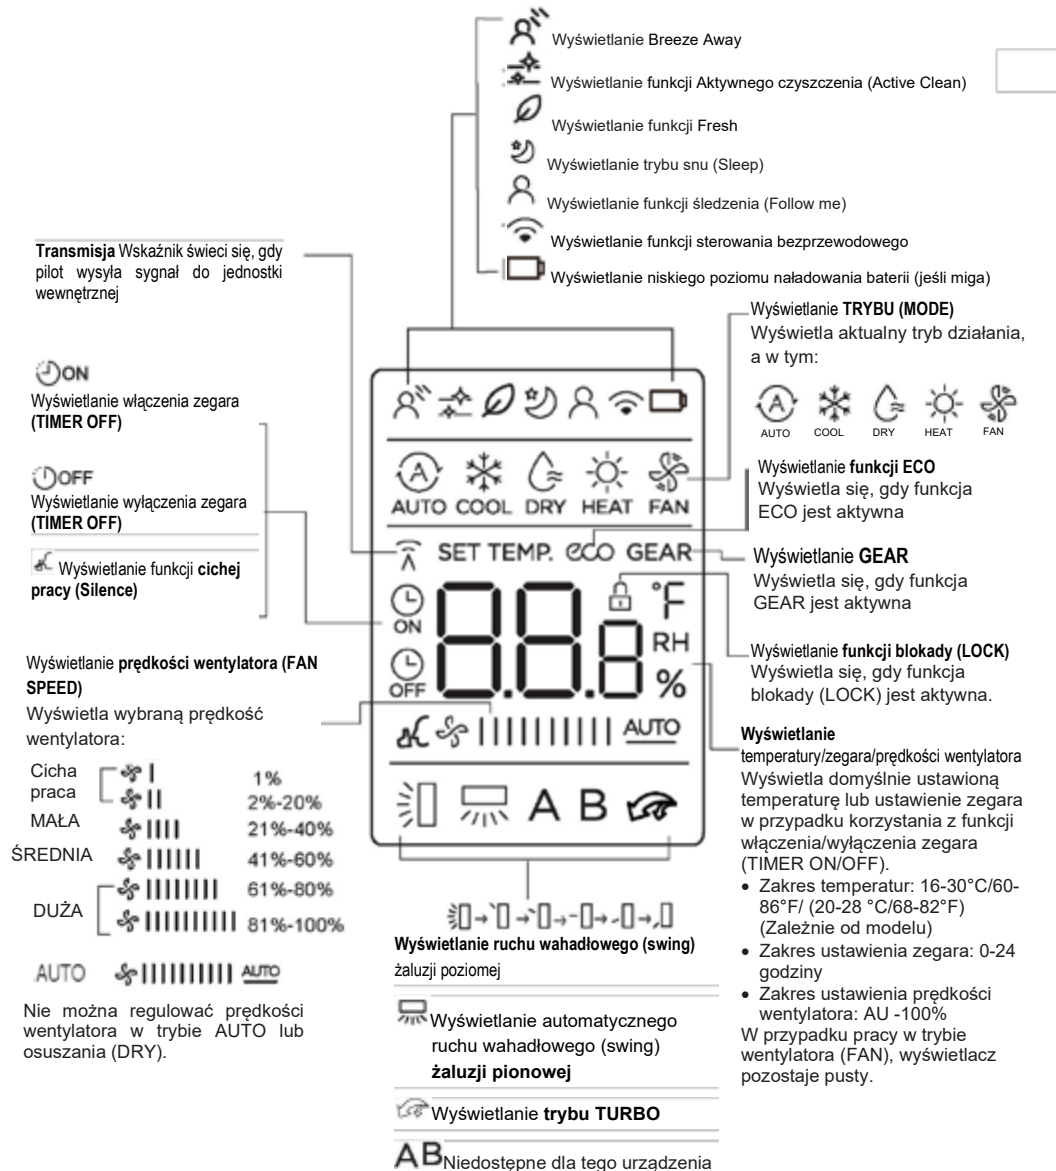 Wyświetlanie Breeze Away
Wyświetlanie funkcji Aktywnego czyszczenia (Active Clean)
Wyświetlanie funkcji Fresh
Wyświetlanie trybu snu (Sleep)
Wyświetlanie funkcji śledzenia (Follow me)
Wyświetlanie funkcji sterowania bezprzewodowego
Wyświetlanie niskiego poziomu naładowania baterii (jeśli miga)
Transmisja Wskaźnik świeci się, gdy
pilot wysyła sygnał do jednostki
wewnętrznej
ON
Wyświetlanie włączenia zegara
(TIMER OFF)
OFF
Wyświetlanie wyłączenia zegara
(TIMER OFF)
Wyświetlanie funkcji cichej
pracy (Silence)
Wyświetlanie prędkości wentylatora (FAN
SPEED)
Wyświetla wybraną prędkość
wentylatora:
Cicha
praca
1%
2%-20%
MAŁA
21%-40%
ŚREDNIA
41%-60%
DUŻA
61%-80%
81%-100%
AUTO
AUTO
Nie można regulować prędkości
wentylatora w trybie AUTO lub
osuszania (DRY).
A
AUTO COOL DRY HEAT FAN
SET TEMP. eco GEAR
ON
OFF
88.8
°F
RH
%
AUTO
A B
Wyświetlanie ruchu wahadłowego (swing)
żaluzji poziomej
Wyświetlanie automatycznego
ruchu wahadłowego (swing)
żaluzji pionowej
Wyświetlanie trybu TURBO
AB Niedostępne dla tego urządzenia
Wyświetlanie TRYBU (MODE)
Wyświetla aktualny tryb działania,
a w tym:
A
AUTO COOL DRY HEAT FAN
Wyświetlanie funkcji ECO
Wyświetla się, gdy funkcja
ECO jest aktywna
Wyświetlanie GEAR
Wyświetla się, gdy funkcja
GEAR jest aktywna
Wyświetlanie funkcji blokady (LOCK)
Wyświetla się, gdy funkcja
blokady (LOCK) jest aktywna.
Wyświetlanie
temperatury/zegara/prędkości wentylatora
Wyświetla domyślnie ustawioną
temperaturę lub ustawienie zegara
w przypadku korzystania z funkcji
włączenia/wyłączenia zegara
(TIMER ON/OFF).
• Zakres temperatur: 16-30°C/60-
86°F/ (20-28 °C/68-82°F)
(Zależnie od modelu)
• Zakres ustawienia zegara: 0-24
godziny
• Zakres ustawienia prędkości
wentylatora: AU -100%
W przypadku pracy w trybie
wentylatora (FAN), wyświetlacz
pozostaje pusty.